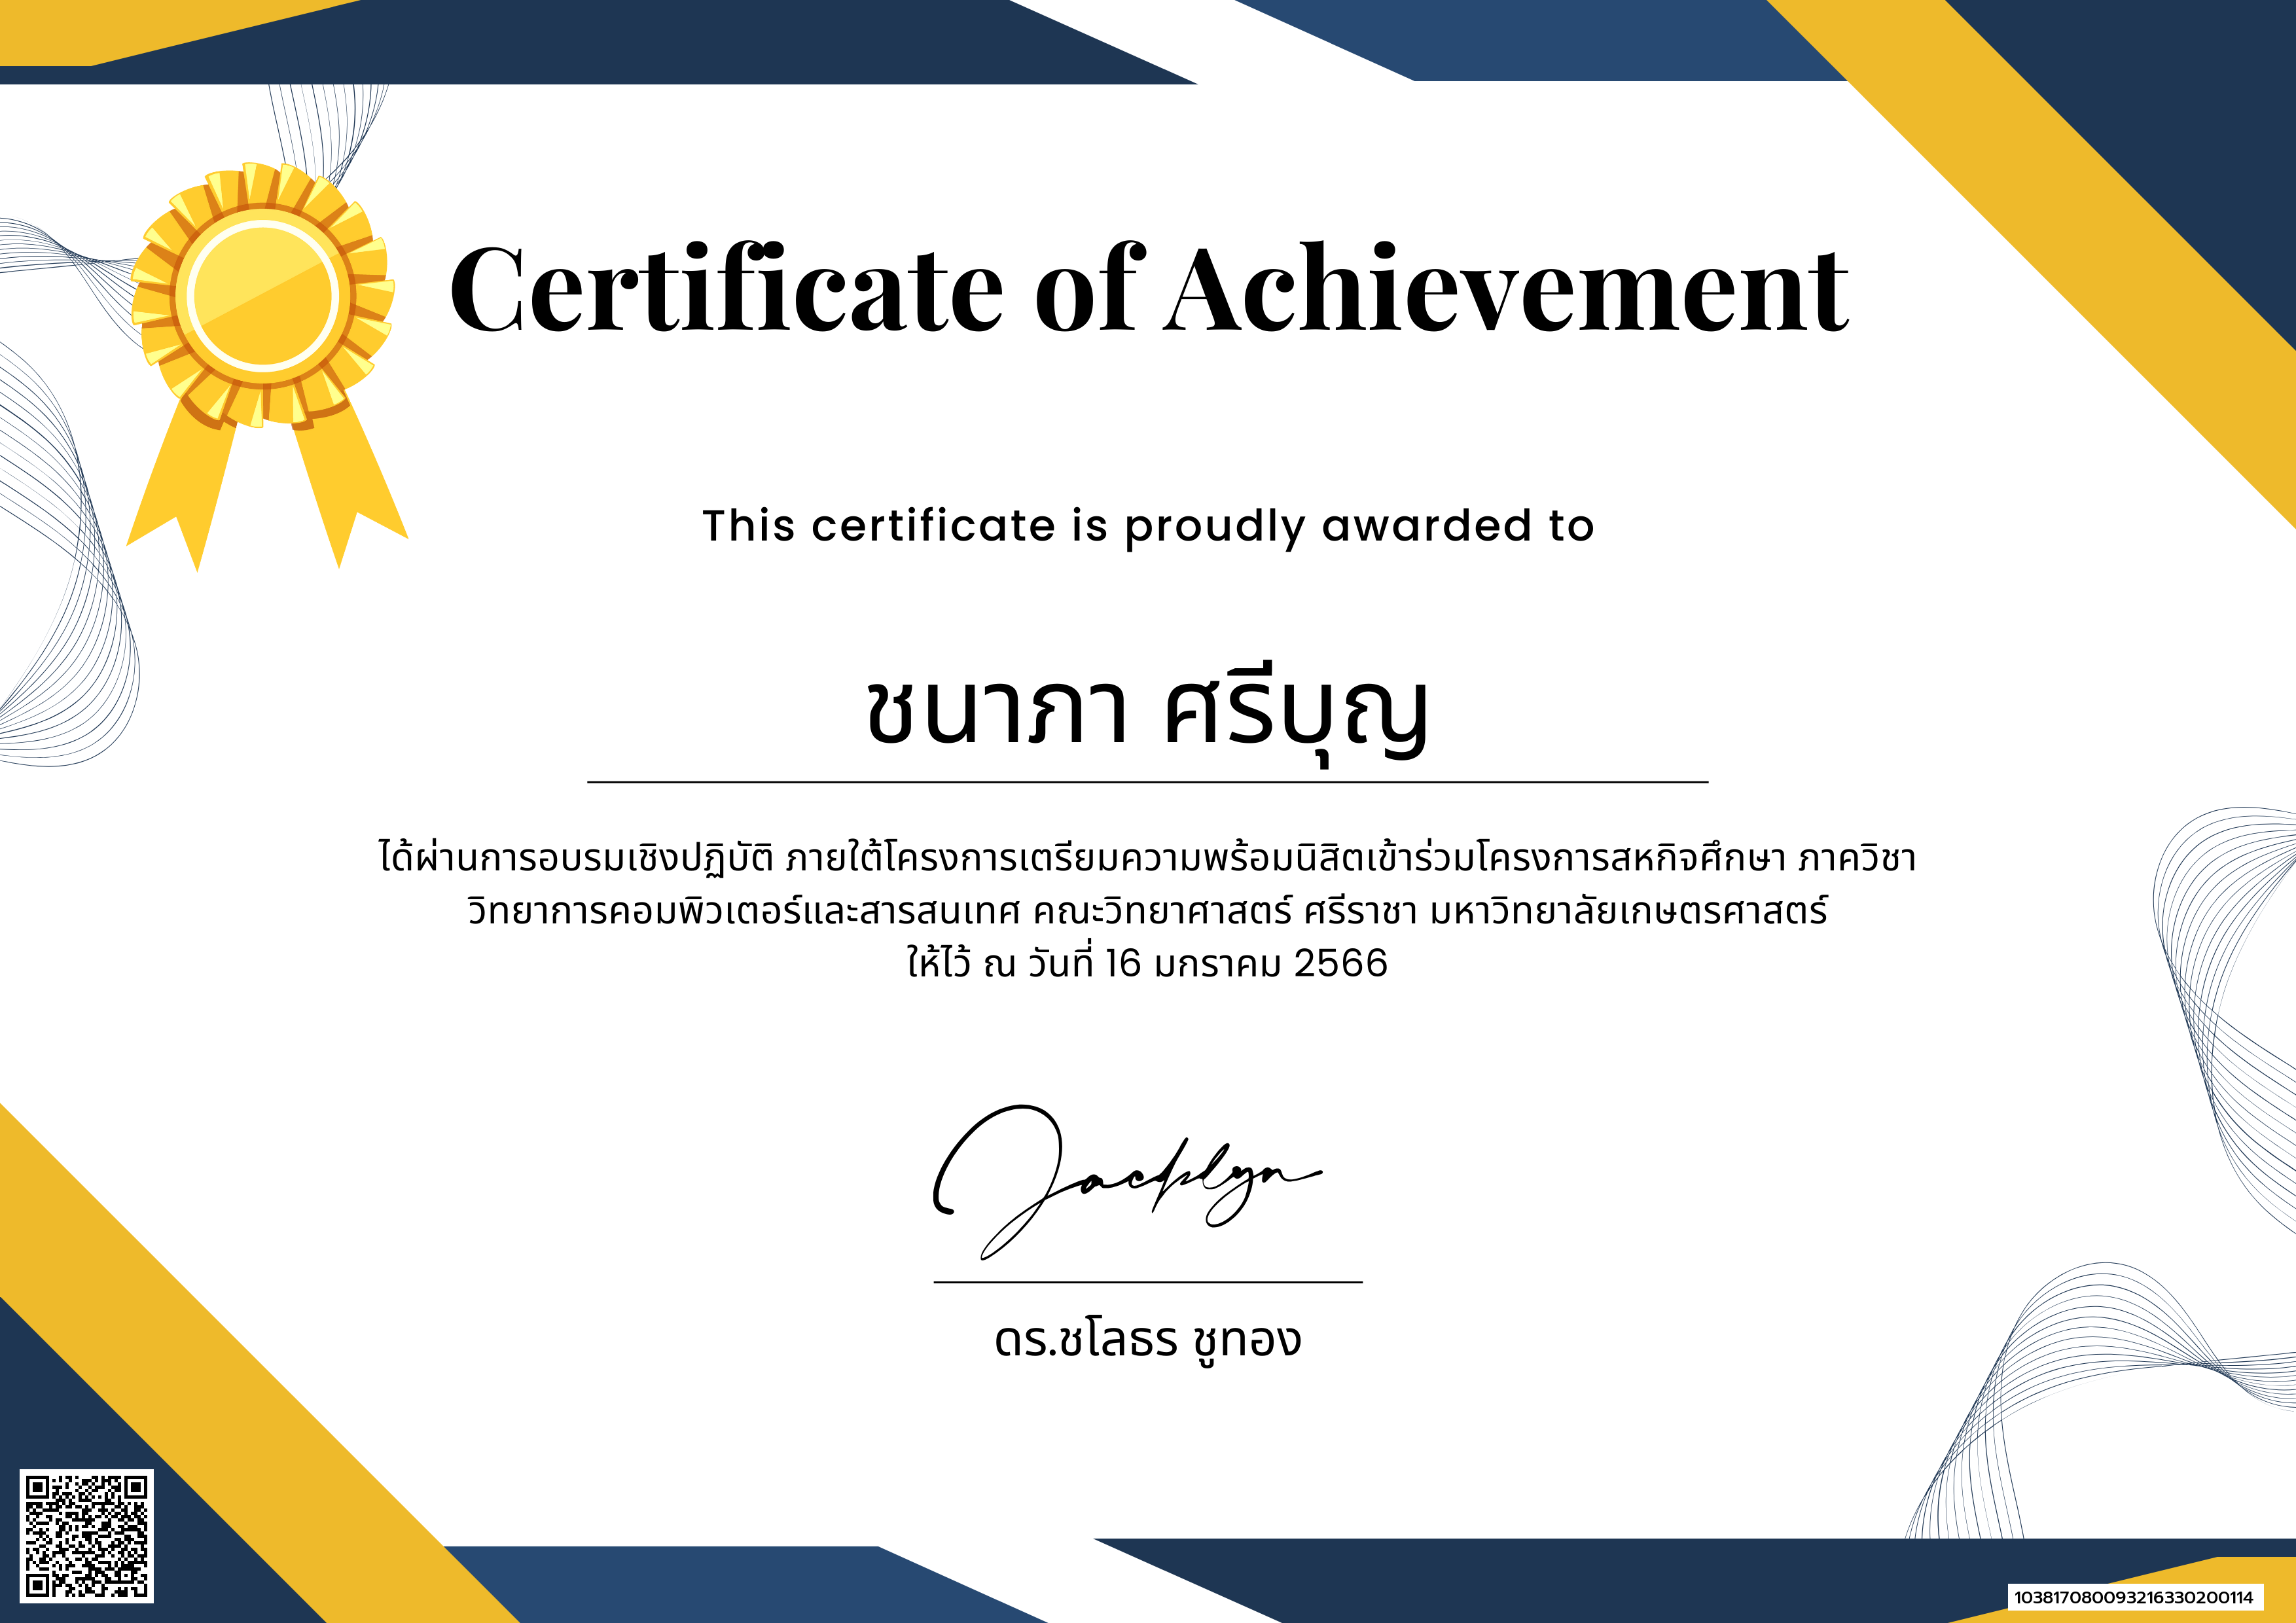 Certificate of Achievement
This certificate is proudly awarded to
ชนาภา ศรีบุญ
ได้ผ่านการอบรมเชิงปฏิบัติ ภายใต้โครงการเตรียมความพร้อมนิสิตเข้าร่วมโครงการสหกิจศึกษา ภาควิชา
วิทยาการคอมพิวเตอร์และสารสนเทศ คณะวิทยาศาสตร์ ศรีราชา มหาวิทยาลัยเกษตรศาสตร์
ให้ไว้ ณ วันที่ 16 มกราคม 2566
Jacklyn
ดร.ชโลธร ชูทอง
103817080093216330200114